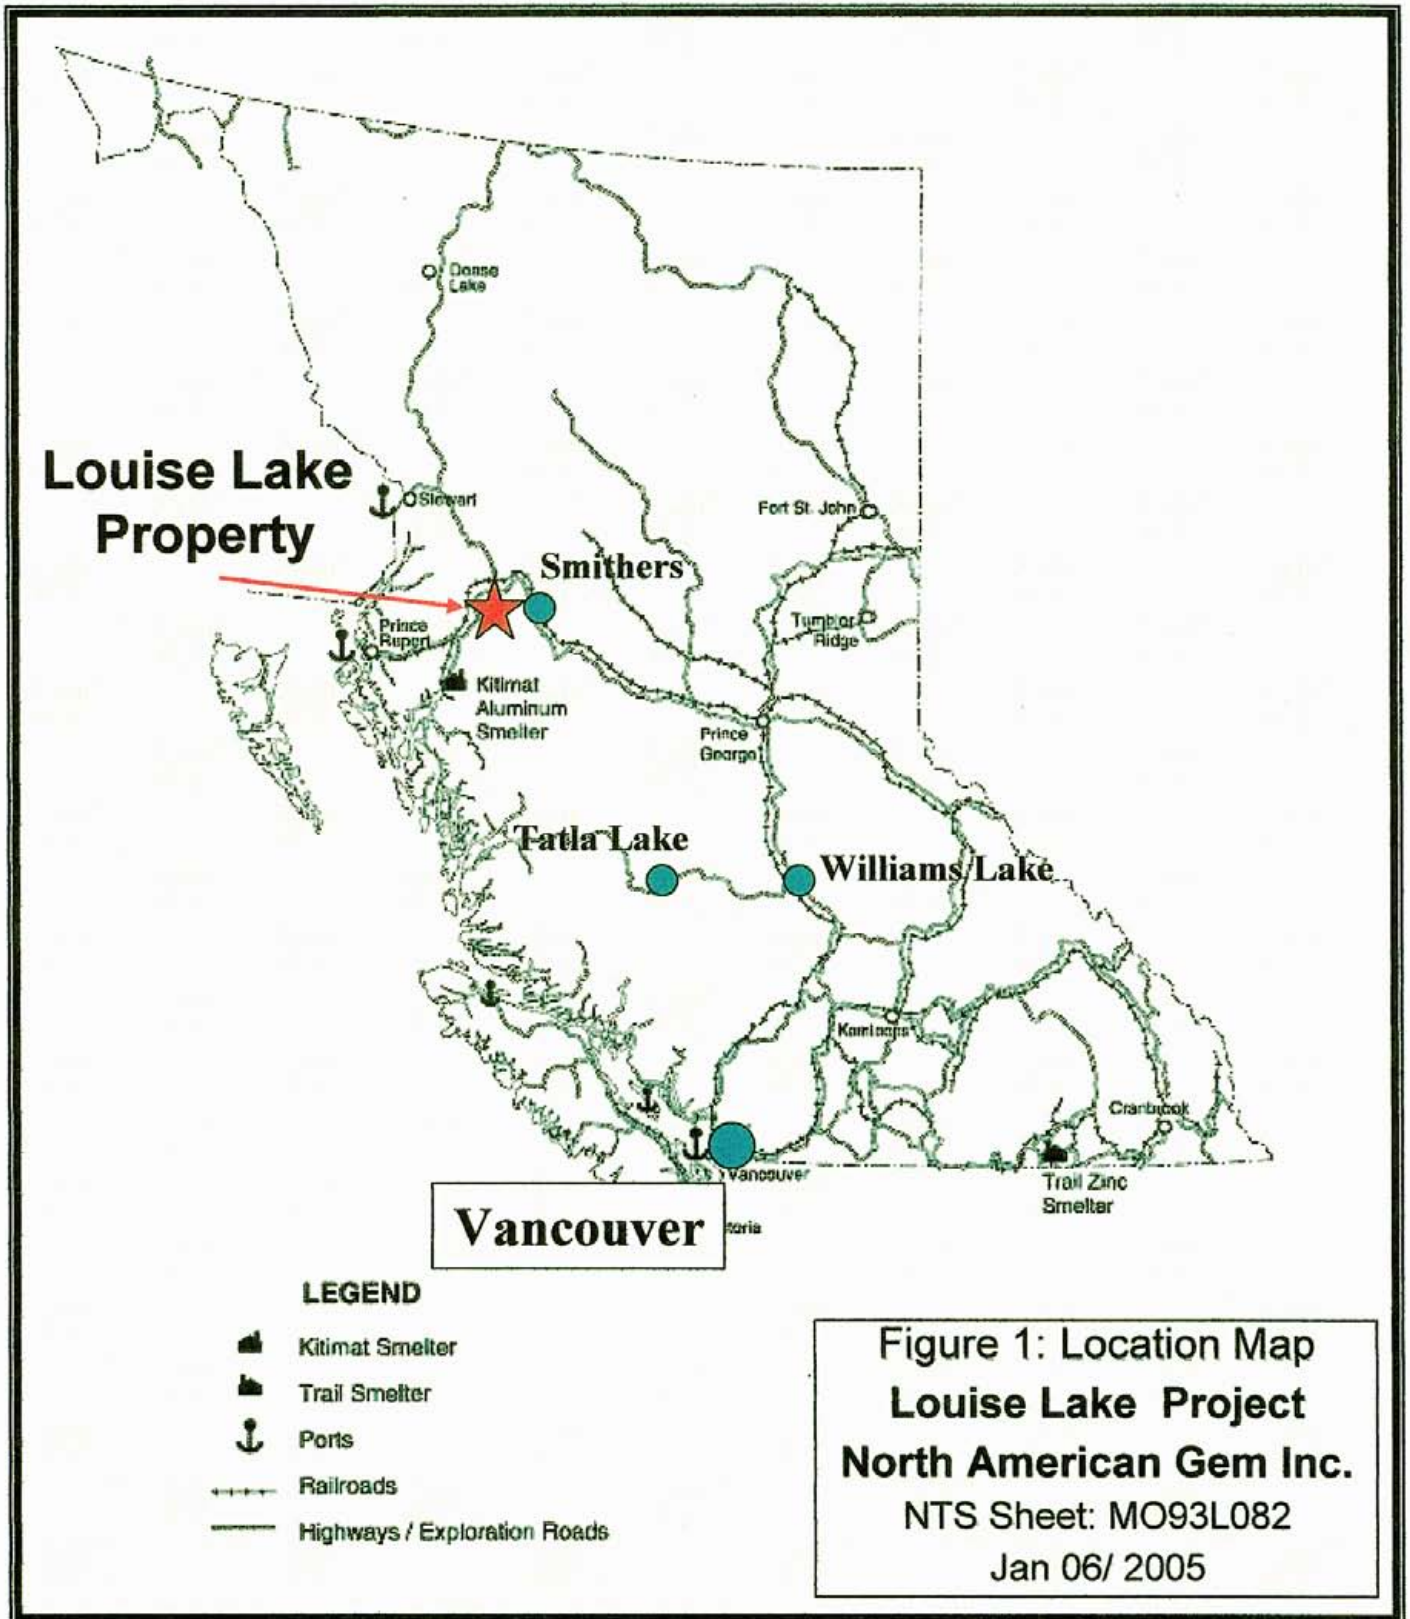 Dease
Lake
Louise Lake
Property
Stewart
Fort St. John
Smithers
Prince
Rupert
Tumbler
Ridge
Kitimat
Aluminum
Smelter
Prince
George
Tatla Lake
Williams Lake
Kamloops
Cranbrook
Vancouver
Trail Zinc
Smelter
Vancouver
toria
LEGEND
Kitimat Smelter
Trail Smelter
Ports
Railroads
Highways / Exploration Roads
Figure 1: Location Map
Louise Lake Project
North American Gem Inc.
NTS Sheet: MO93L082
Jan 06/ 2005